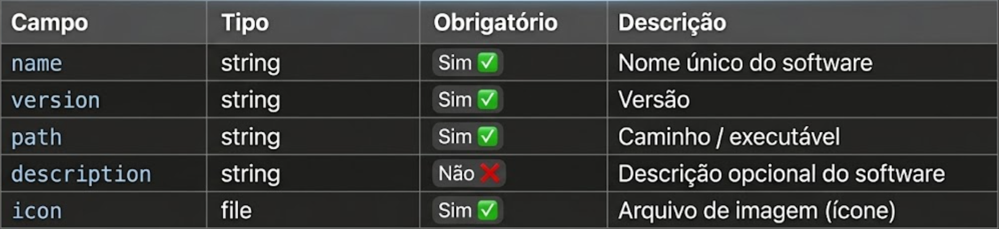 Campo Tipo Obrigatório Descrição
name string Sim ✅ Nome único do software
version string Sim ✅ Versão
path string Sim ✅ Caminho / executável
description string Não ❌ Descrição opcional do software
icon file Sim ✅ Arquivo de imagem (ícone)